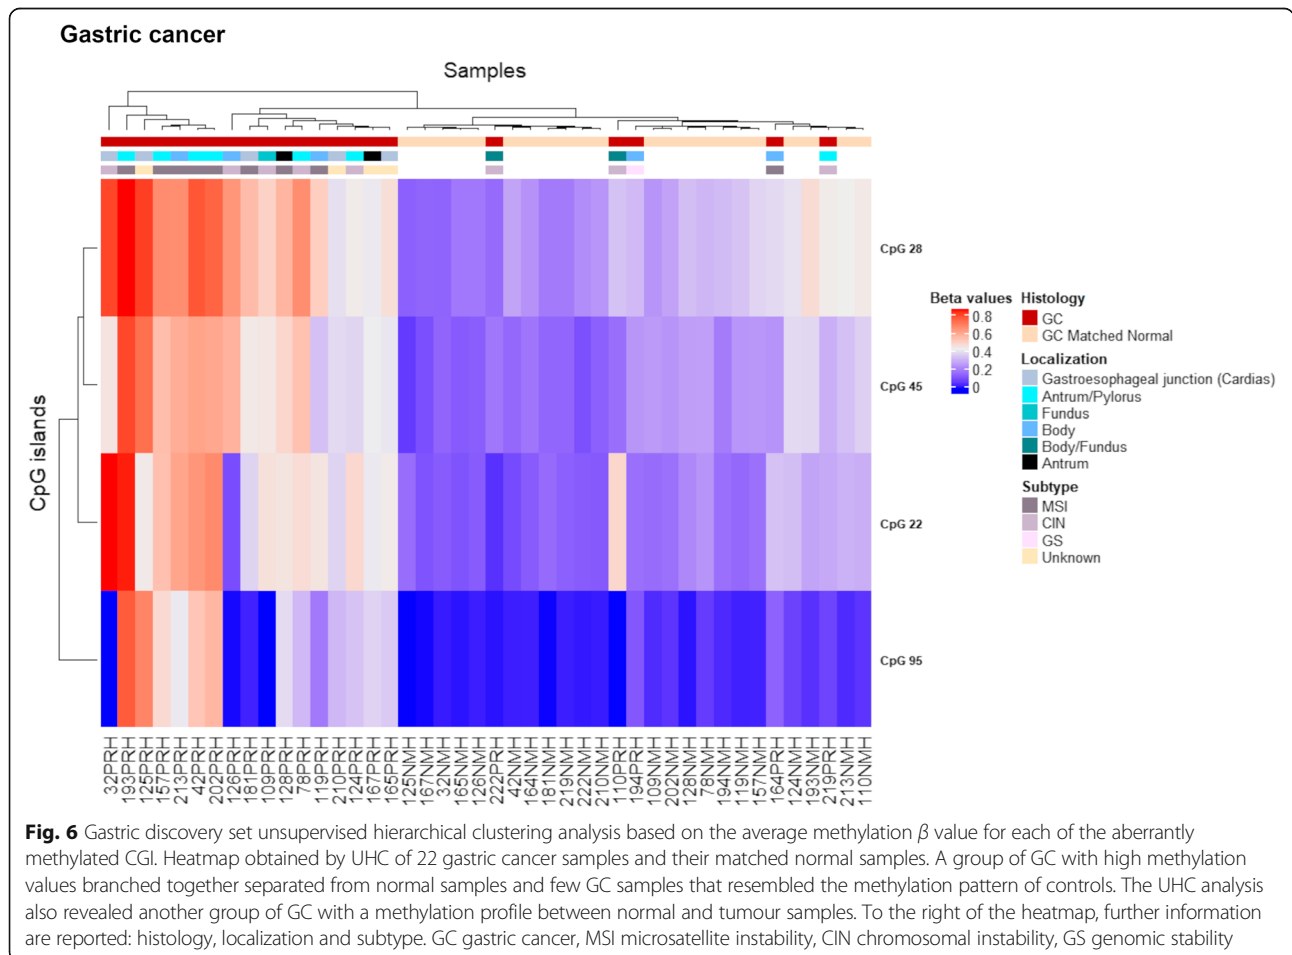 Gastric cancer
Samples
CpG islands
CpG 28
CpG 45
CpG 22
CpG 95
Beta values
0.8
0.6
0.4
0.2
0
Histology
GC
GC Matched Normal
Localization
Gastroesophageal junction (Cardias)
Antrum/Pylorus
Fundus
Body
Body/Fundus
Antrum
Subtype
MSI
CIN
GS
Unknown
32PRH
193PRH
125PRH
157PRH
213PRH
42PRH
202PRH
126PRH
181PRH
109PRH
128PRH
78PRH
119PRH
210PRH
124PRH
167PRH
165PRH
125NMH
167NMH
32NMH
165NMH
126NMH
222PRH
42NMH
164NMH
181NMH
219NMH
222NMH
210NMH
110PRH
194PRH
109NMH
202NMH
128NMH
78NMH
194NMH
119NMH
157NMH
164PRH
124NMH
193NMH
219PRH
213NMH
110NMH
Fig. 6 Gastric discovery set unsupervised hierarchical clustering analysis based on the average methylation β value for each of the aberrantly
methylated CGI. Heatmap obtained by UHC of 22 gastric cancer samples and their matched normal samples. A group of GC with high methylation
values branched together separated from normal samples and few GC samples that resembled the methylation pattern of controls. The UHC analysis
also revealed another group of GC with a methylation profile between normal and tumour samples. To the right of the heatmap, further information
are reported: histology, localization and subtype. GC gastric cancer, MSI microsatellite instability, CIN chromosomal instability, GS genomic stability